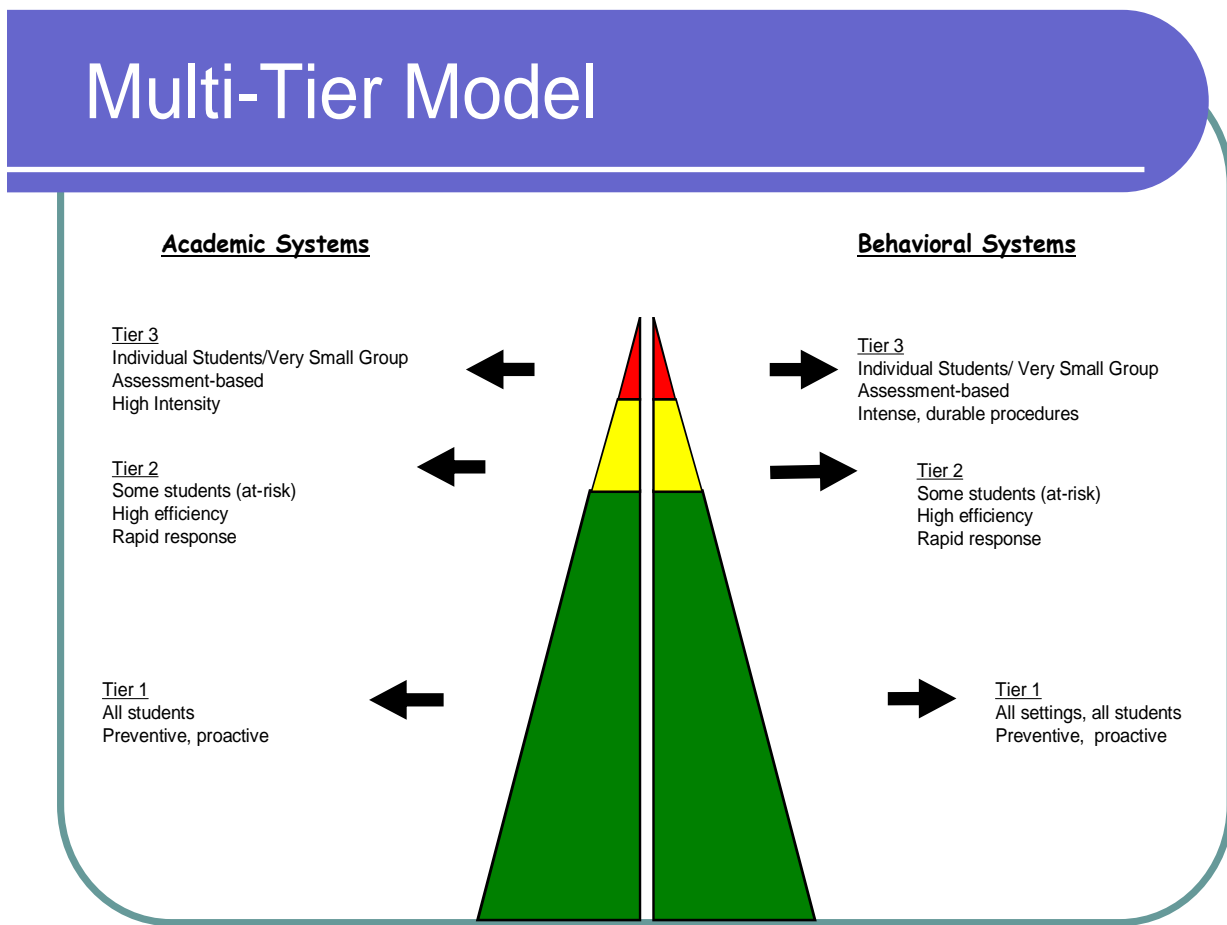 Multi-Tier Model
Academic Systems
Tier 3
Individual Students/Very Small Group
Assessment-based
High Intensity
Tier 2
Some students (at-risk)
High efficiency
Rapid response
Tier 1
All students
Preventive, proactive
Behavioral Systems
Tier 3
Individual Students/ Very Small Group
Assessment-based
Intense, durable procedures
Tier 2
Some students (at-risk)
High efficiency
Rapid response
Tier 1
All settings, all students
Preventive,  proactive